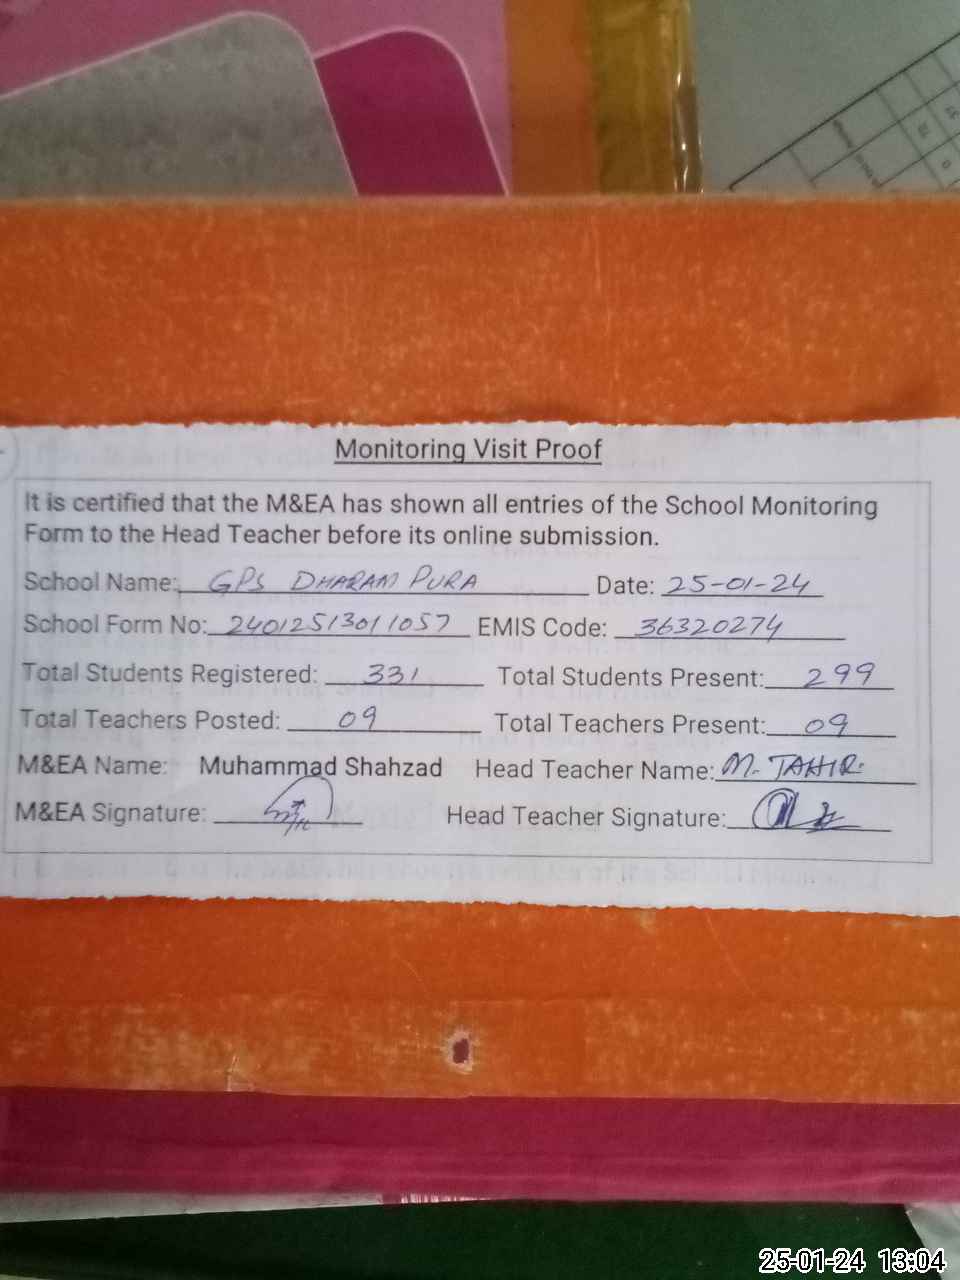 Monitoring Visit Proof
It is certified that the M&EA has shown all entries of the School Monitoring
Form to the Head Teacher before its online submission.
School Name: GPS DHARAM PURA Date: 25-01-24
School Form No: 24012513011057 EMIS Code: 36320274
Total Students Registered: 331 Total Students Present: 299
Total Teachers Posted: 09 Total Teachers Present: 09
M&EA Name: Muhammad Shahzad Head Teacher Name: M. TAHIR.
M&EA Signature: Head Teacher Signature:
25-01-24 13:04